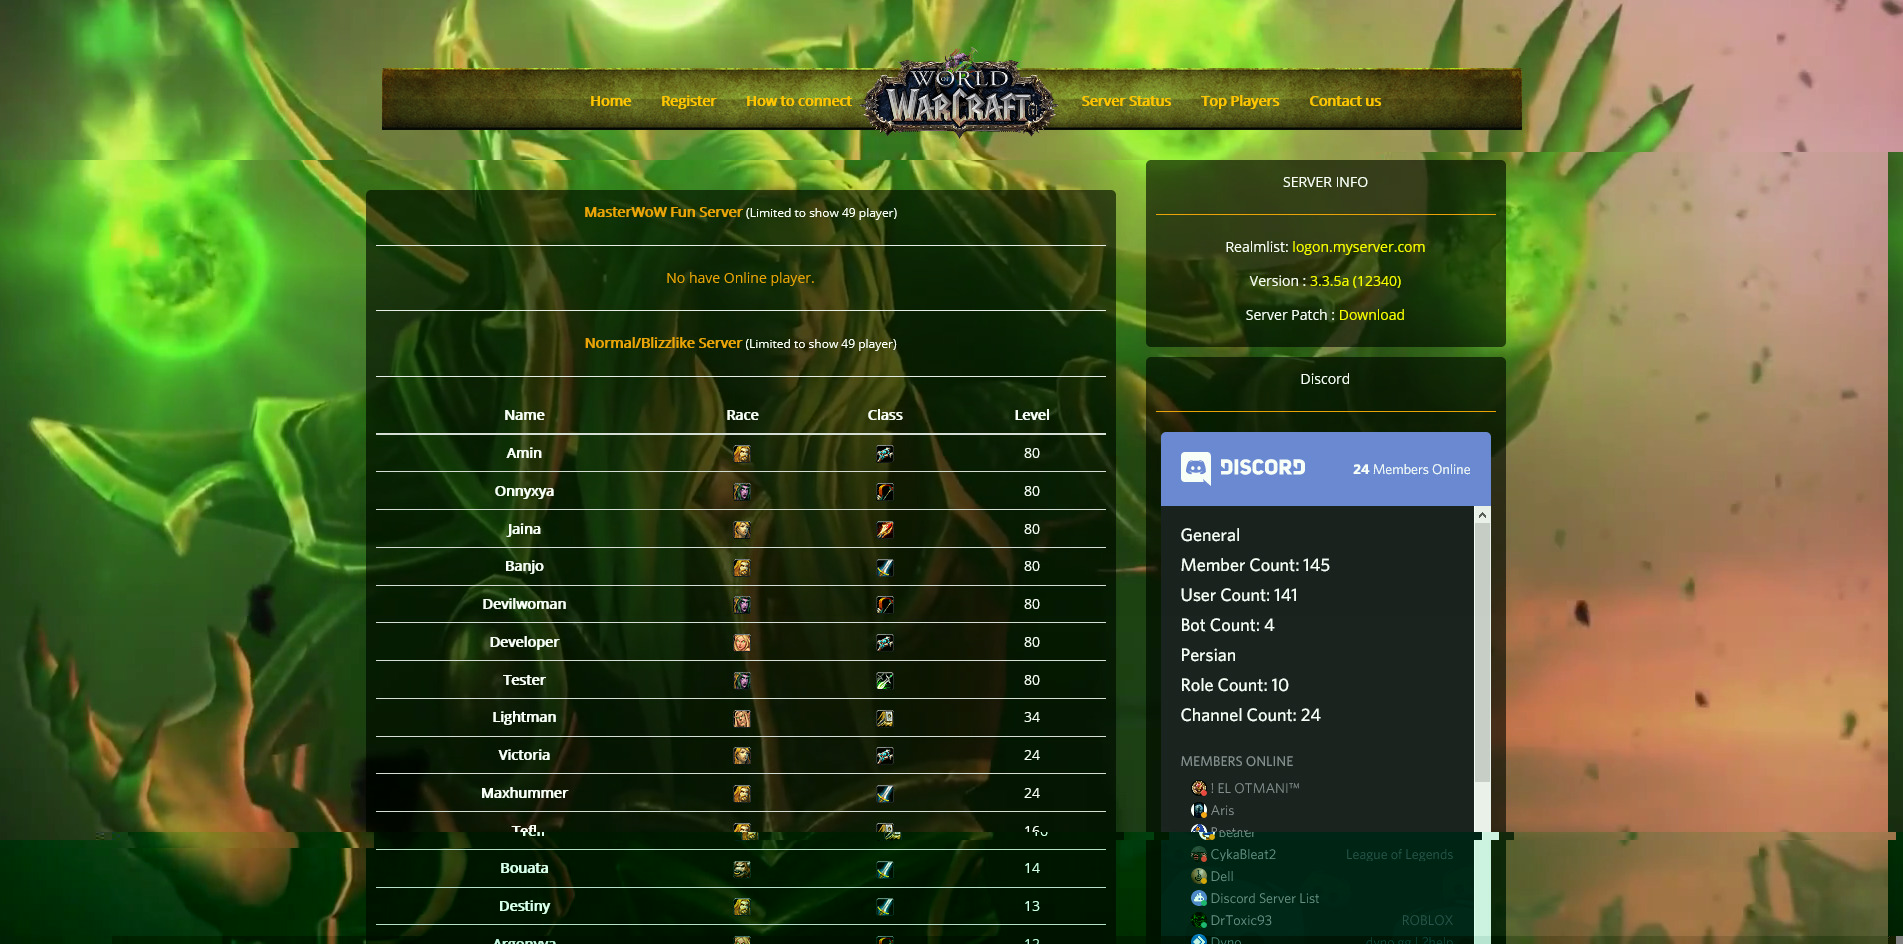 Home Register How to connect WORLD OF WARCRAFT Server Status Top Players Contact us
MasterWoW Fun Server (Limited to show 49 player)
No have Online player.
Normal/Blizzlike Server (Limited to show 49 player)
Name Race Class Level
Amin 80
Onnyxya 80
Jaina 80
Banjo 80
Devilwoman 80
Developer 80
Tester 80
Lightman 34
Victoria 24
Maxhummer 24
Bouata 14
Destiny 13
SERVER INFO
Realmlist: logon.myserver.com
Version : 3.3.5a (12340)
Server Patch : Download
Discord
DISCORD 24 Members Online
General
Member Count: 145
User Count: 141
Bot Count: 4
Persian
Role Count: 10
Channel Count: 24
MEMBERS ONLINE
! EL OTMANI™
Aris
CykaBleat2 League of Legends
Dell
Discord Server List
DrToxic93 ROBLOX
Dyno